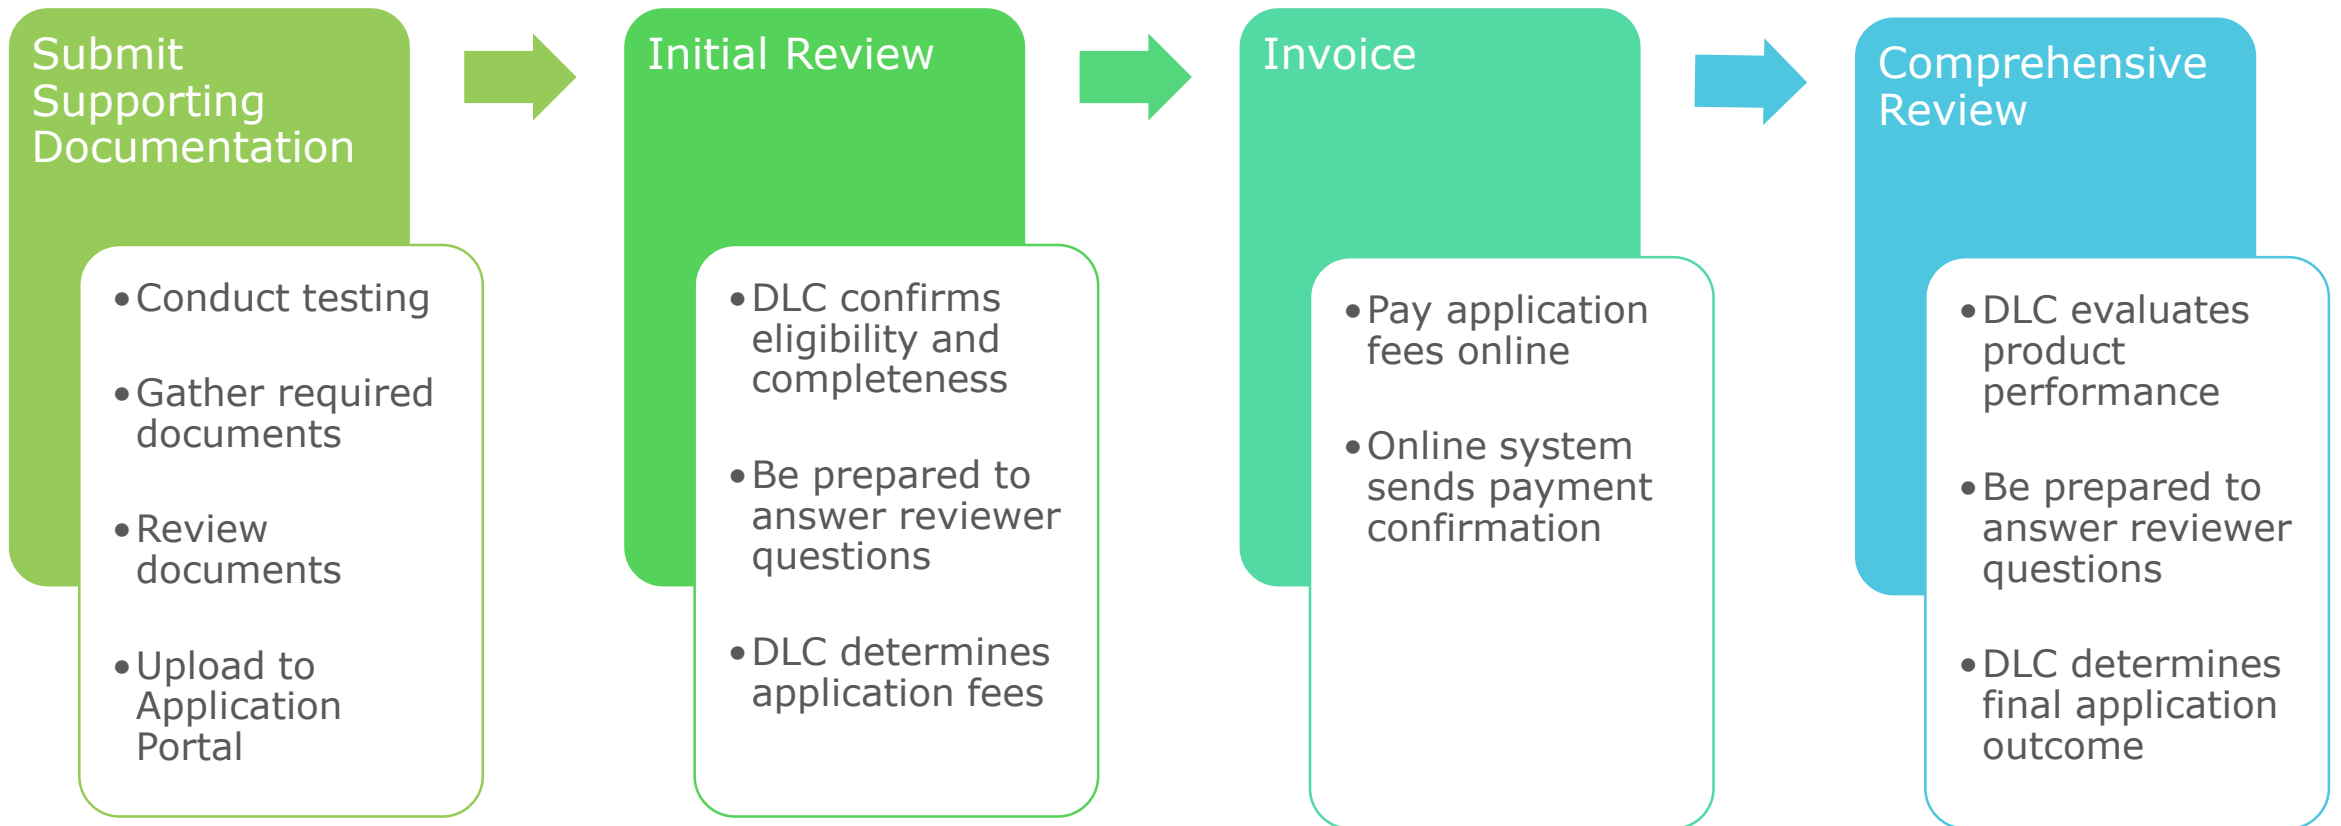 Submit
Supporting
Documentation
•Conduct testing
•Gather required
documents
•Review
documents
•Upload to
Application
Portal
Initial Review
•DLC confirms
eligibility and
completeness
•Be prepared to
answer reviewer
questions
•DLC determines
application fees
Invoice
•Pay application
fees online
•Online system
sends payment
confirmation
Comprehensive
Review
•DLC evaluates
product
performance
•Be prepared to
answer reviewer
questions
•DLC determines
final application
outcome